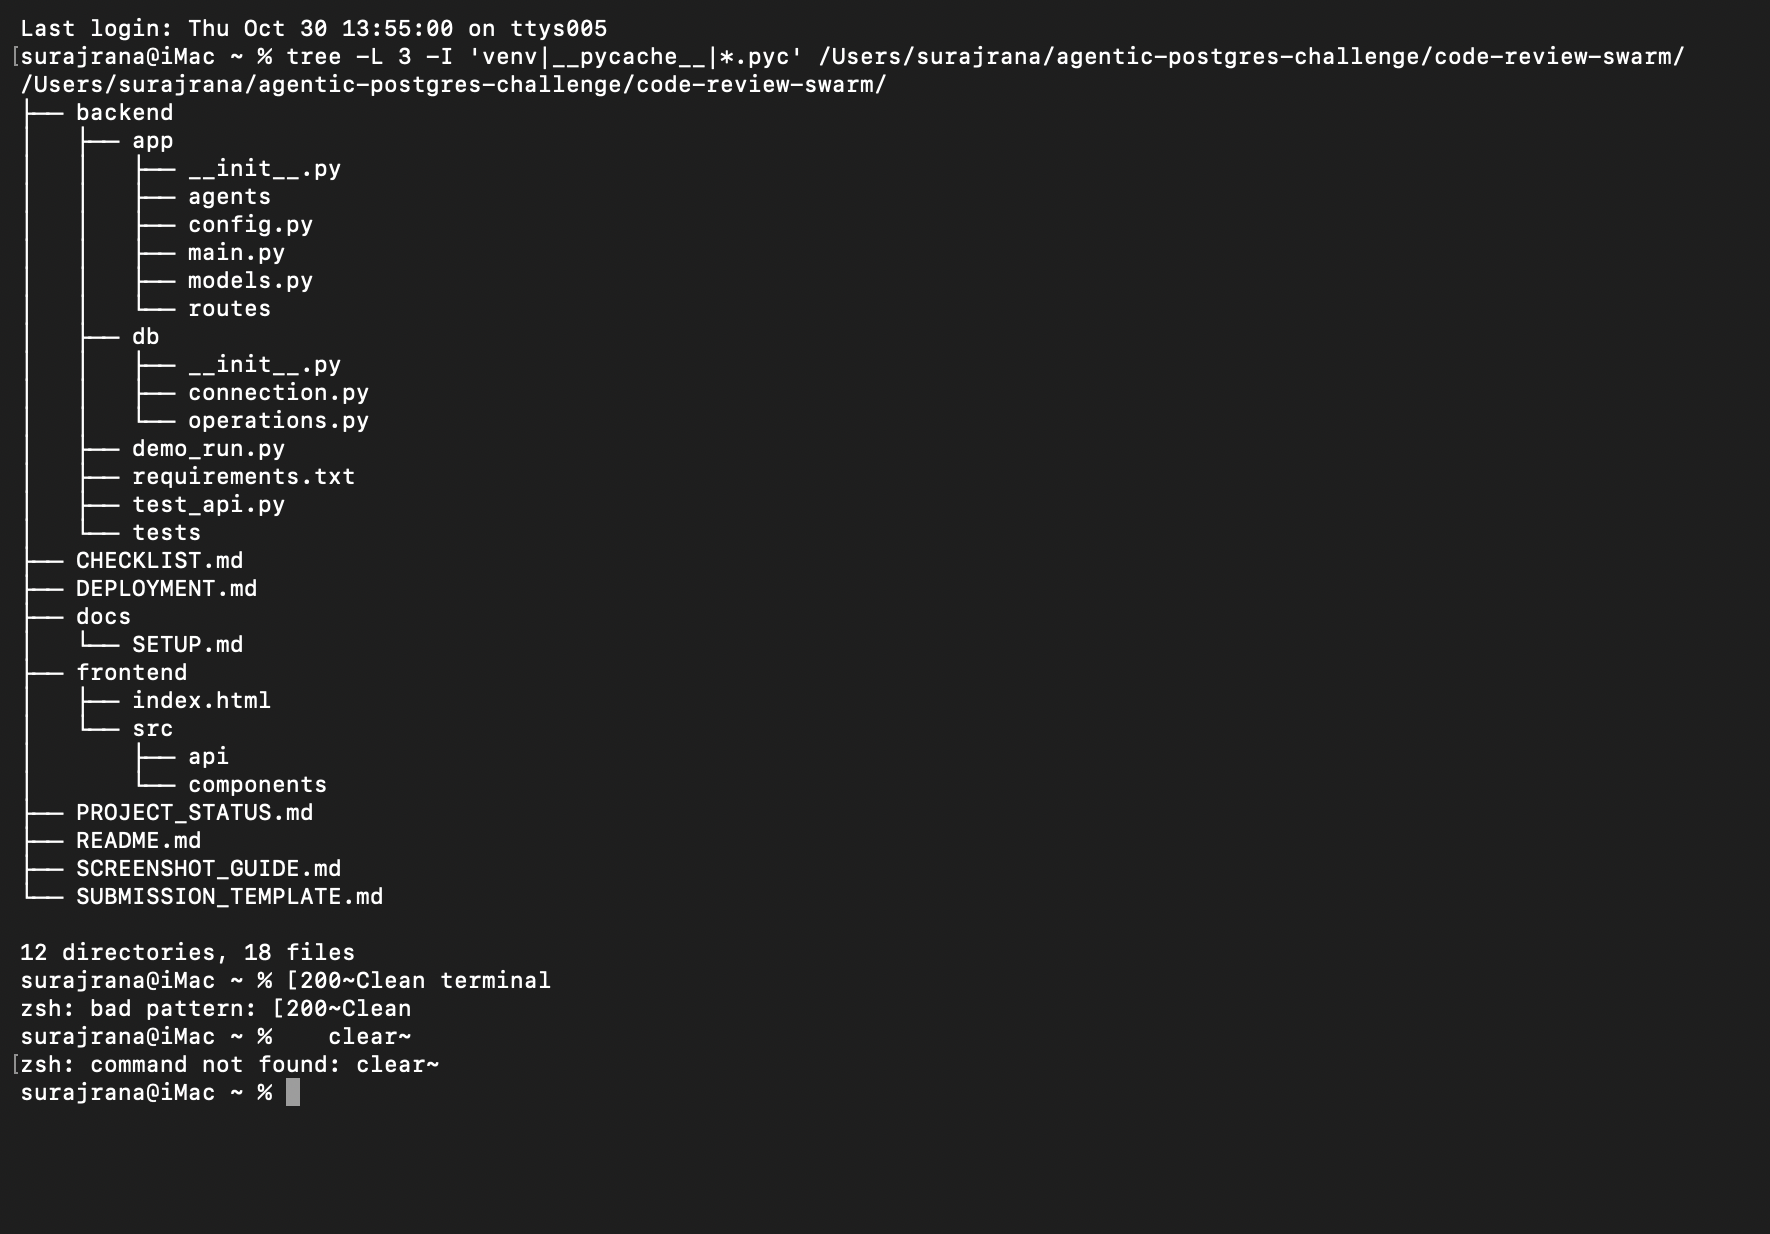 Last login: Thu Oct 30 13:55:00 on ttys005
[surajrana@iMac ~ % tree -L 3 -I 'venv|__pycache__|*.pyc' /Users/surajrana/agentic-postgres-challenge/code-review-swarm/
/Users/surajrana/agentic-postgres-challenge/code-review-swarm/
├── backend
│   ├── app
│   │   ├── __init__.py
│   │   ├── agents
│   │   ├── config.py
│   │   ├── main.py
│   │   ├── models.py
│   │   └── routes
│   ├── db
│   │   ├── __init__.py
│   │   ├── connection.py
│   │   └── operations.py
│   ├── demo_run.py
│   ├── requirements.txt
│   ├── test_api.py
│   └── tests
├── CHECKLIST.md
├── DEPLOYMENT.md
├── docs
│   └── SETUP.md
├── frontend
│   ├── index.html
│   └── src
│       ├── api
│       └── components
├── PROJECT_STATUS.md
├── README.md
├── SCREENSHOT_GUIDE.md
└── SUBMISSION_TEMPLATE.md

12 directories, 18 files
surajrana@iMac ~ % [200~Clean terminal
zsh: bad pattern: [200~Clean
surajrana@iMac ~ %    clear~
[zsh: command not found: clear~
surajrana@iMac ~ %